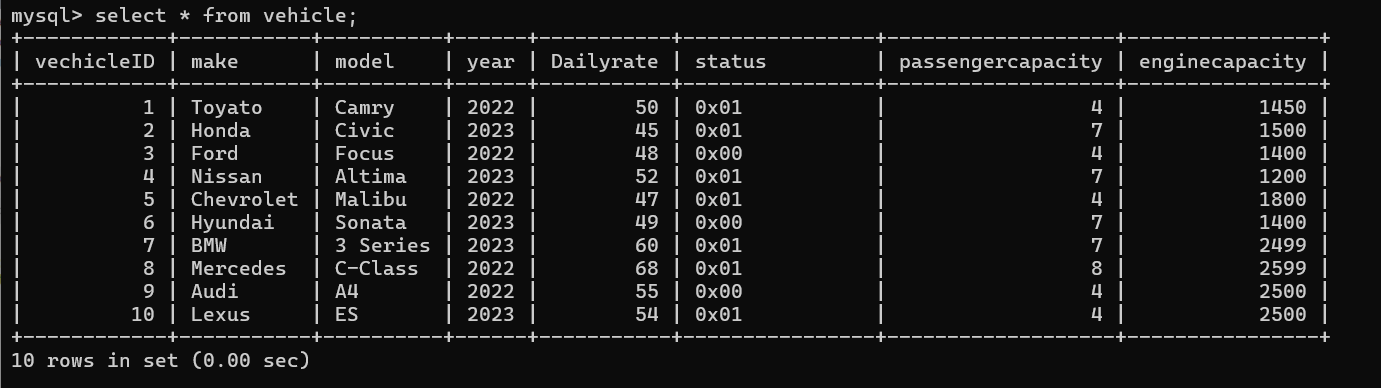 mysql> select * from vehicle;
+------------+-----------+----------+------+-----------+----------------+-------------------+----------------+
| vechicleID | make      | model    | year | Dailyrate | status         | passengercapacity | enginecapacity |
+------------+-----------+----------+------+-----------+----------------+-------------------+----------------+
|          1 | Toyato    | Camry    | 2022 |        50 | 0x01           |                 4 |           1450 |
|          2 | Honda     | Civic    | 2023 |        45 | 0x01           |                 7 |           1500 |
|          3 | Ford      | Focus    | 2022 |        48 | 0x00           |                 4 |           1400 |
|          4 | Nissan    | Altima   | 2023 |        52 | 0x01           |                 7 |           1200 |
|          5 | Chevrolet | Malibu   | 2022 |        47 | 0x01           |                 4 |           1800 |
|          6 | Hyundai   | Sonata   | 2023 |        49 | 0x00           |                 7 |           1400 |
|          7 | BMW       | 3 Series | 2023 |        60 | 0x01           |                 7 |           2499 |
|          8 | Mercedes  | C-Class  | 2022 |        68 | 0x01           |                 8 |           2599 |
|          9 | Audi      | A4       | 2022 |        55 | 0x00           |                 4 |           2500 |
|         10 | Lexus     | ES       | 2023 |        54 | 0x01           |                 4 |           2500 |
+------------+-----------+----------+------+-----------+----------------+-------------------+----------------+
10 rows in set (0.00 sec)